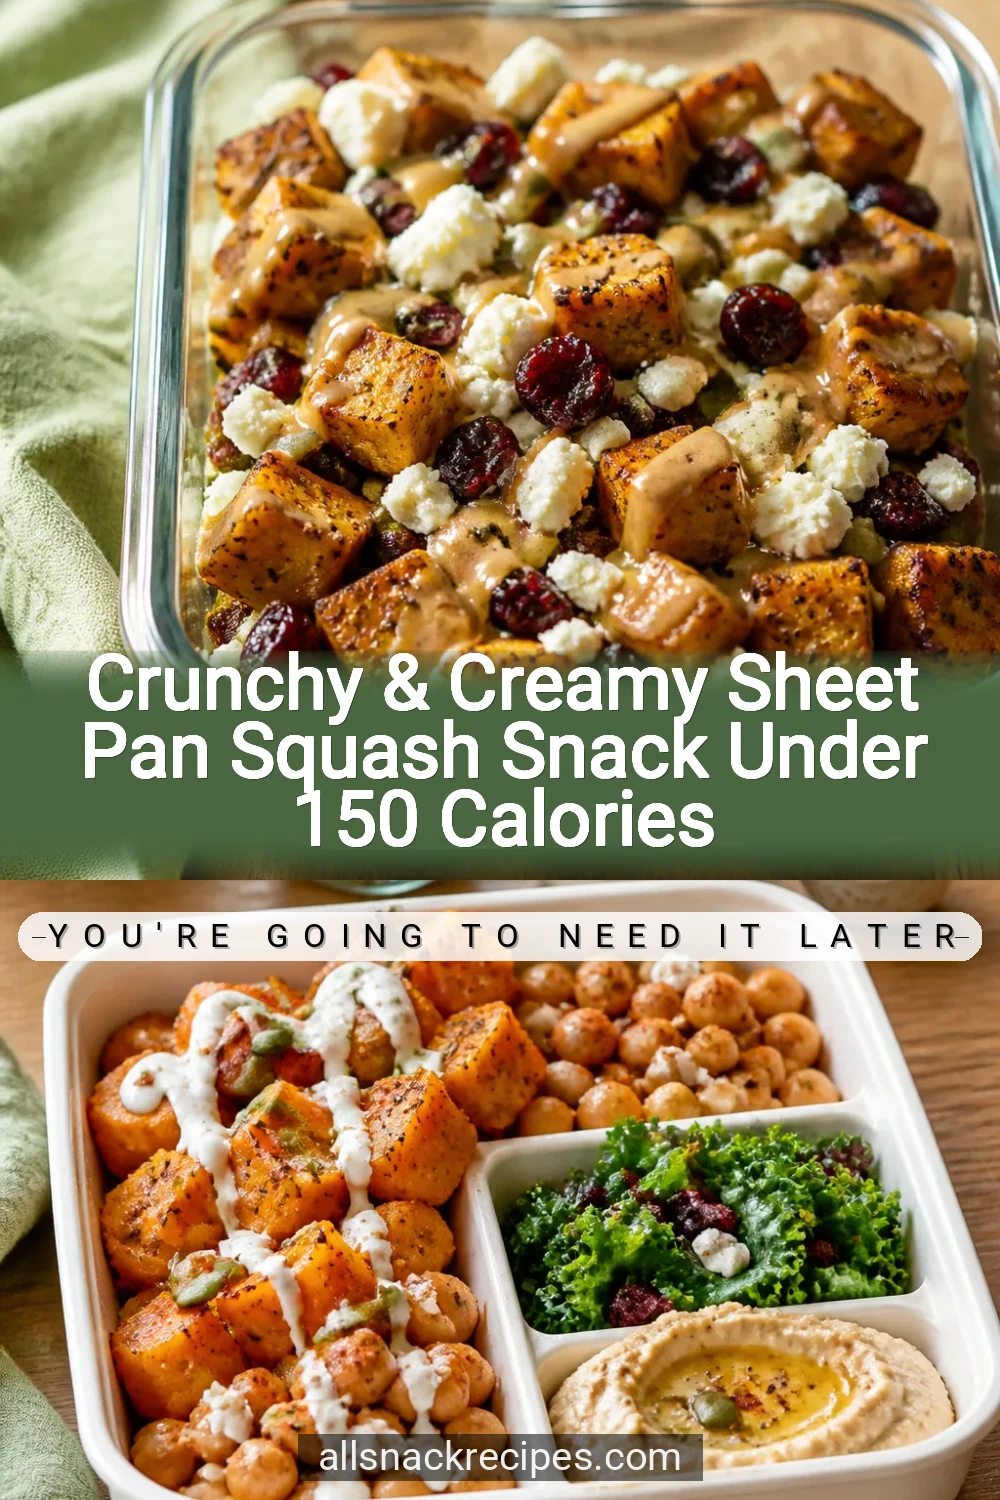 Crunchy & Creamy Sheet
Pan Squash Snack Under
150 Calories
YOU'RE GOING TO NEED IT LATER
allsnackrecipes.com